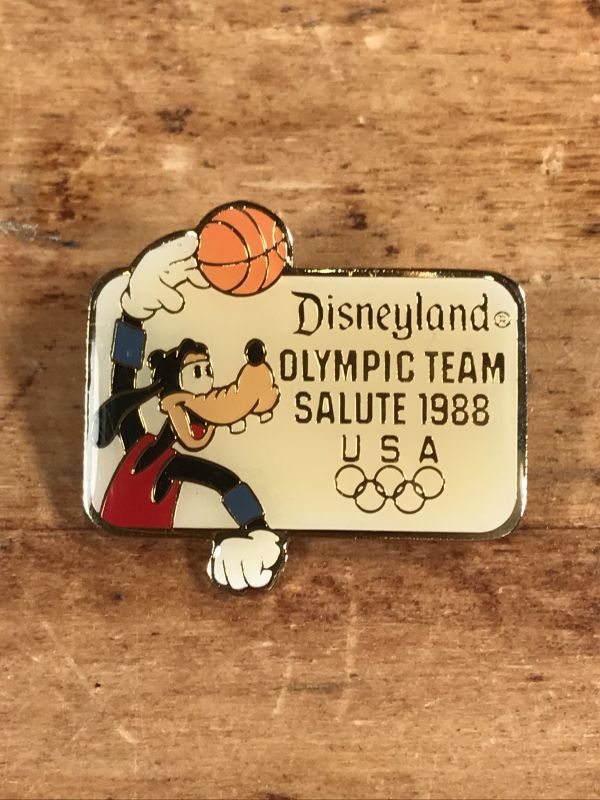 Disneyland
OLYMPIC TEAM
SALUTE 1988
USA